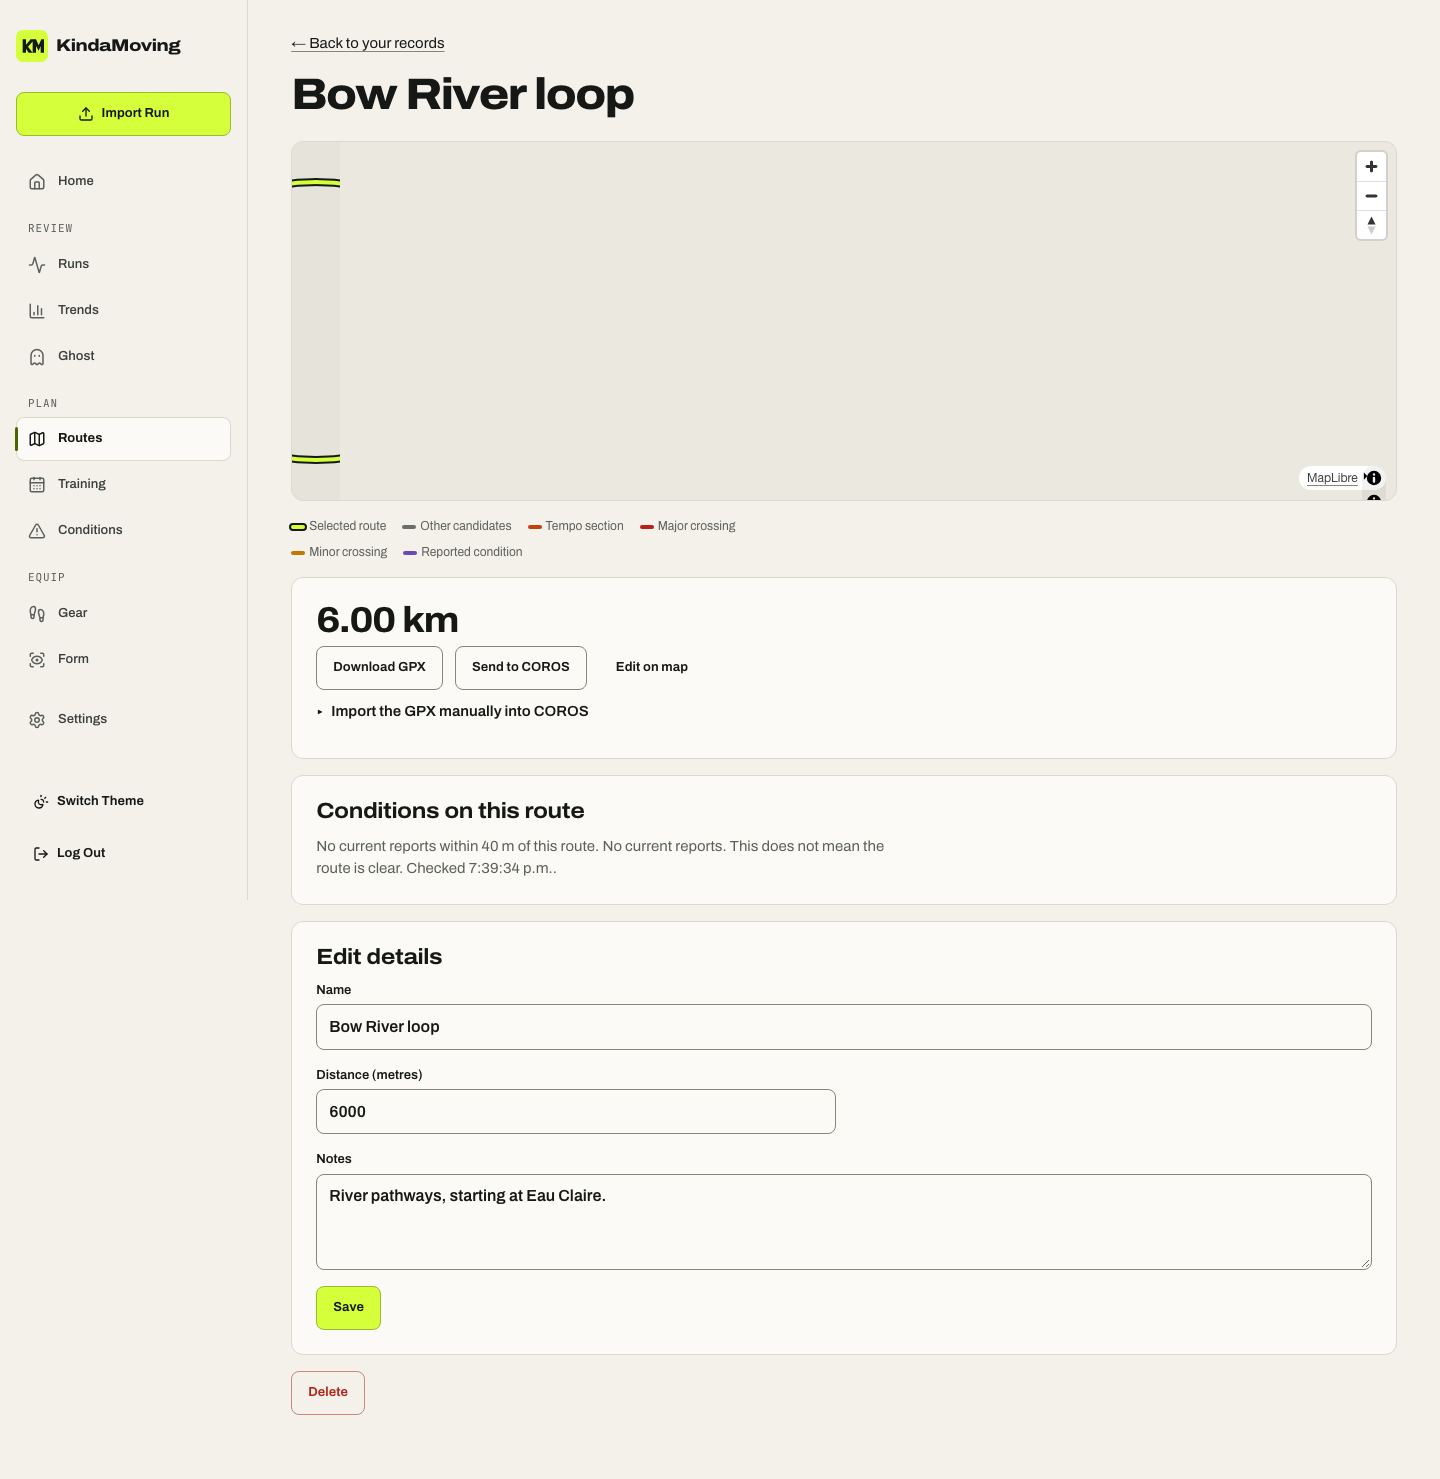 KM KindaMoving
Import Run
Home
REVIEW
Runs
Trends
Ghost
PLAN
Routes
Training
Conditions
EQUIP
Gear
Form
Settings
Switch Theme
Log Out
← Back to your records
Bow River loop
MapLibre
Selected route Other candidates Tempo section Major crossing
Minor crossing Reported condition
6.00 km
Download GPX Send to COROS Edit on map
Import the GPX manually into COROS
Conditions on this route
No current reports within 40 m of this route. No current reports. This does not mean the
route is clear. Checked 7:39:34 p.m..
Edit details
Name
Bow River loop
Distance (metres)
6000
Notes
River pathways, starting at Eau Claire.
Save
Delete